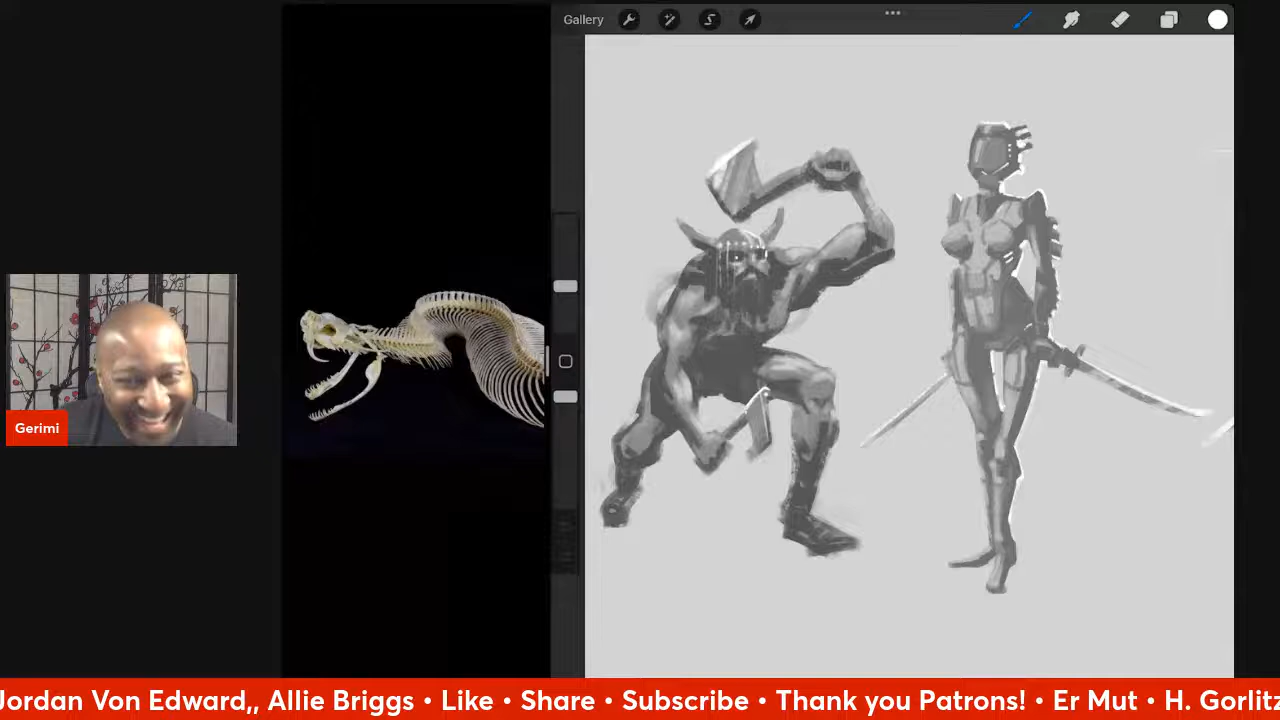 Gallery
Gerimi
Jordan Von Edward,, Allie Briggs • Like • Share • Subscribe • Thank you Patrons! • Er Mut • H. Gorlitz